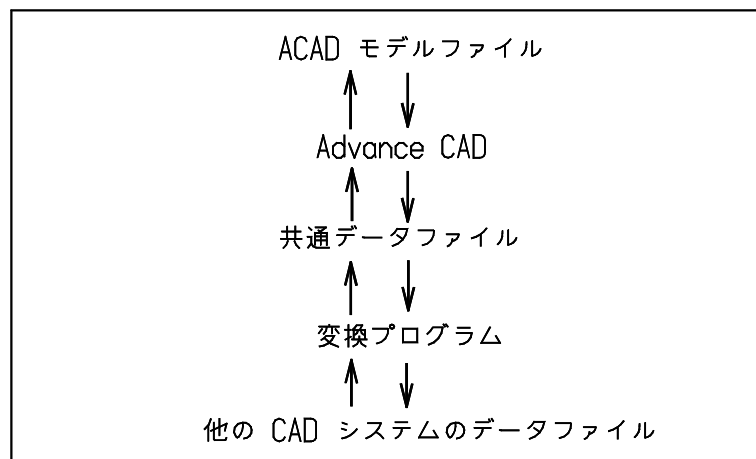 ACAD モデルファイル
Advance CAD
共通データファイル
変換プログラム
他の CAD システムのデータファイル